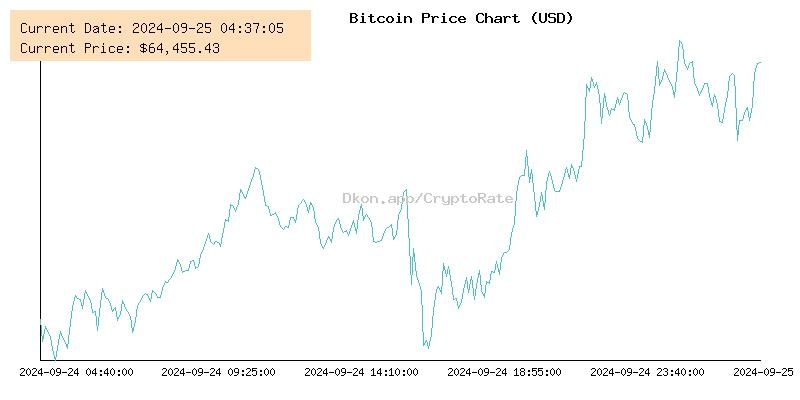 Bitcoin Price Chart (USD)
Current Date: 2024-09-25 04:37:05
Current Price: $64,455.43
Dkon.app/CryptoRate
2024-09-24 04:40:00 2024-09-24 09:25:00 2024-09-24 14:10:00 2024-09-24 18:55:00 2024-09-24 23:40:00 2024-09-25